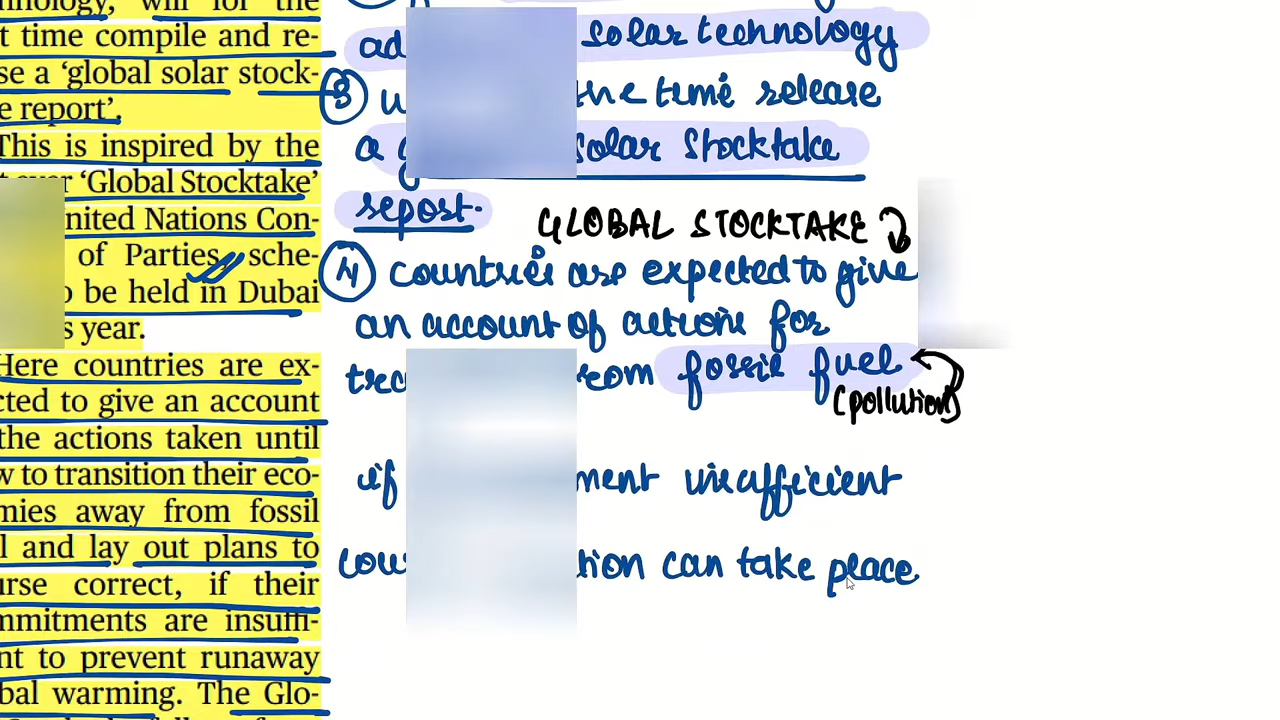 hnology, will for the
t time compile and re-
se a 'global solar stock-
e report'.
This is inspired by the
ever 'Global Stocktake'
nited Nations Con-
of Parties, sche-
o be held in Dubai
s year.
Here countries are ex-
cted to give an account
the actions taken until
w to transition their eco-
mies away from fossil
l and lay out plans to
urse correct, if their
mmitments are insuffi-
nt to prevent runaway
bal warming. The Glo-
ad solar technology
③ the time release
a g solar stocktake
report.
GLOBAL STOCKTAKE
④ countries are expected to give
an account of actions for
from fossil fuel
(pollution)
if ment insufficient
cou tion can take place